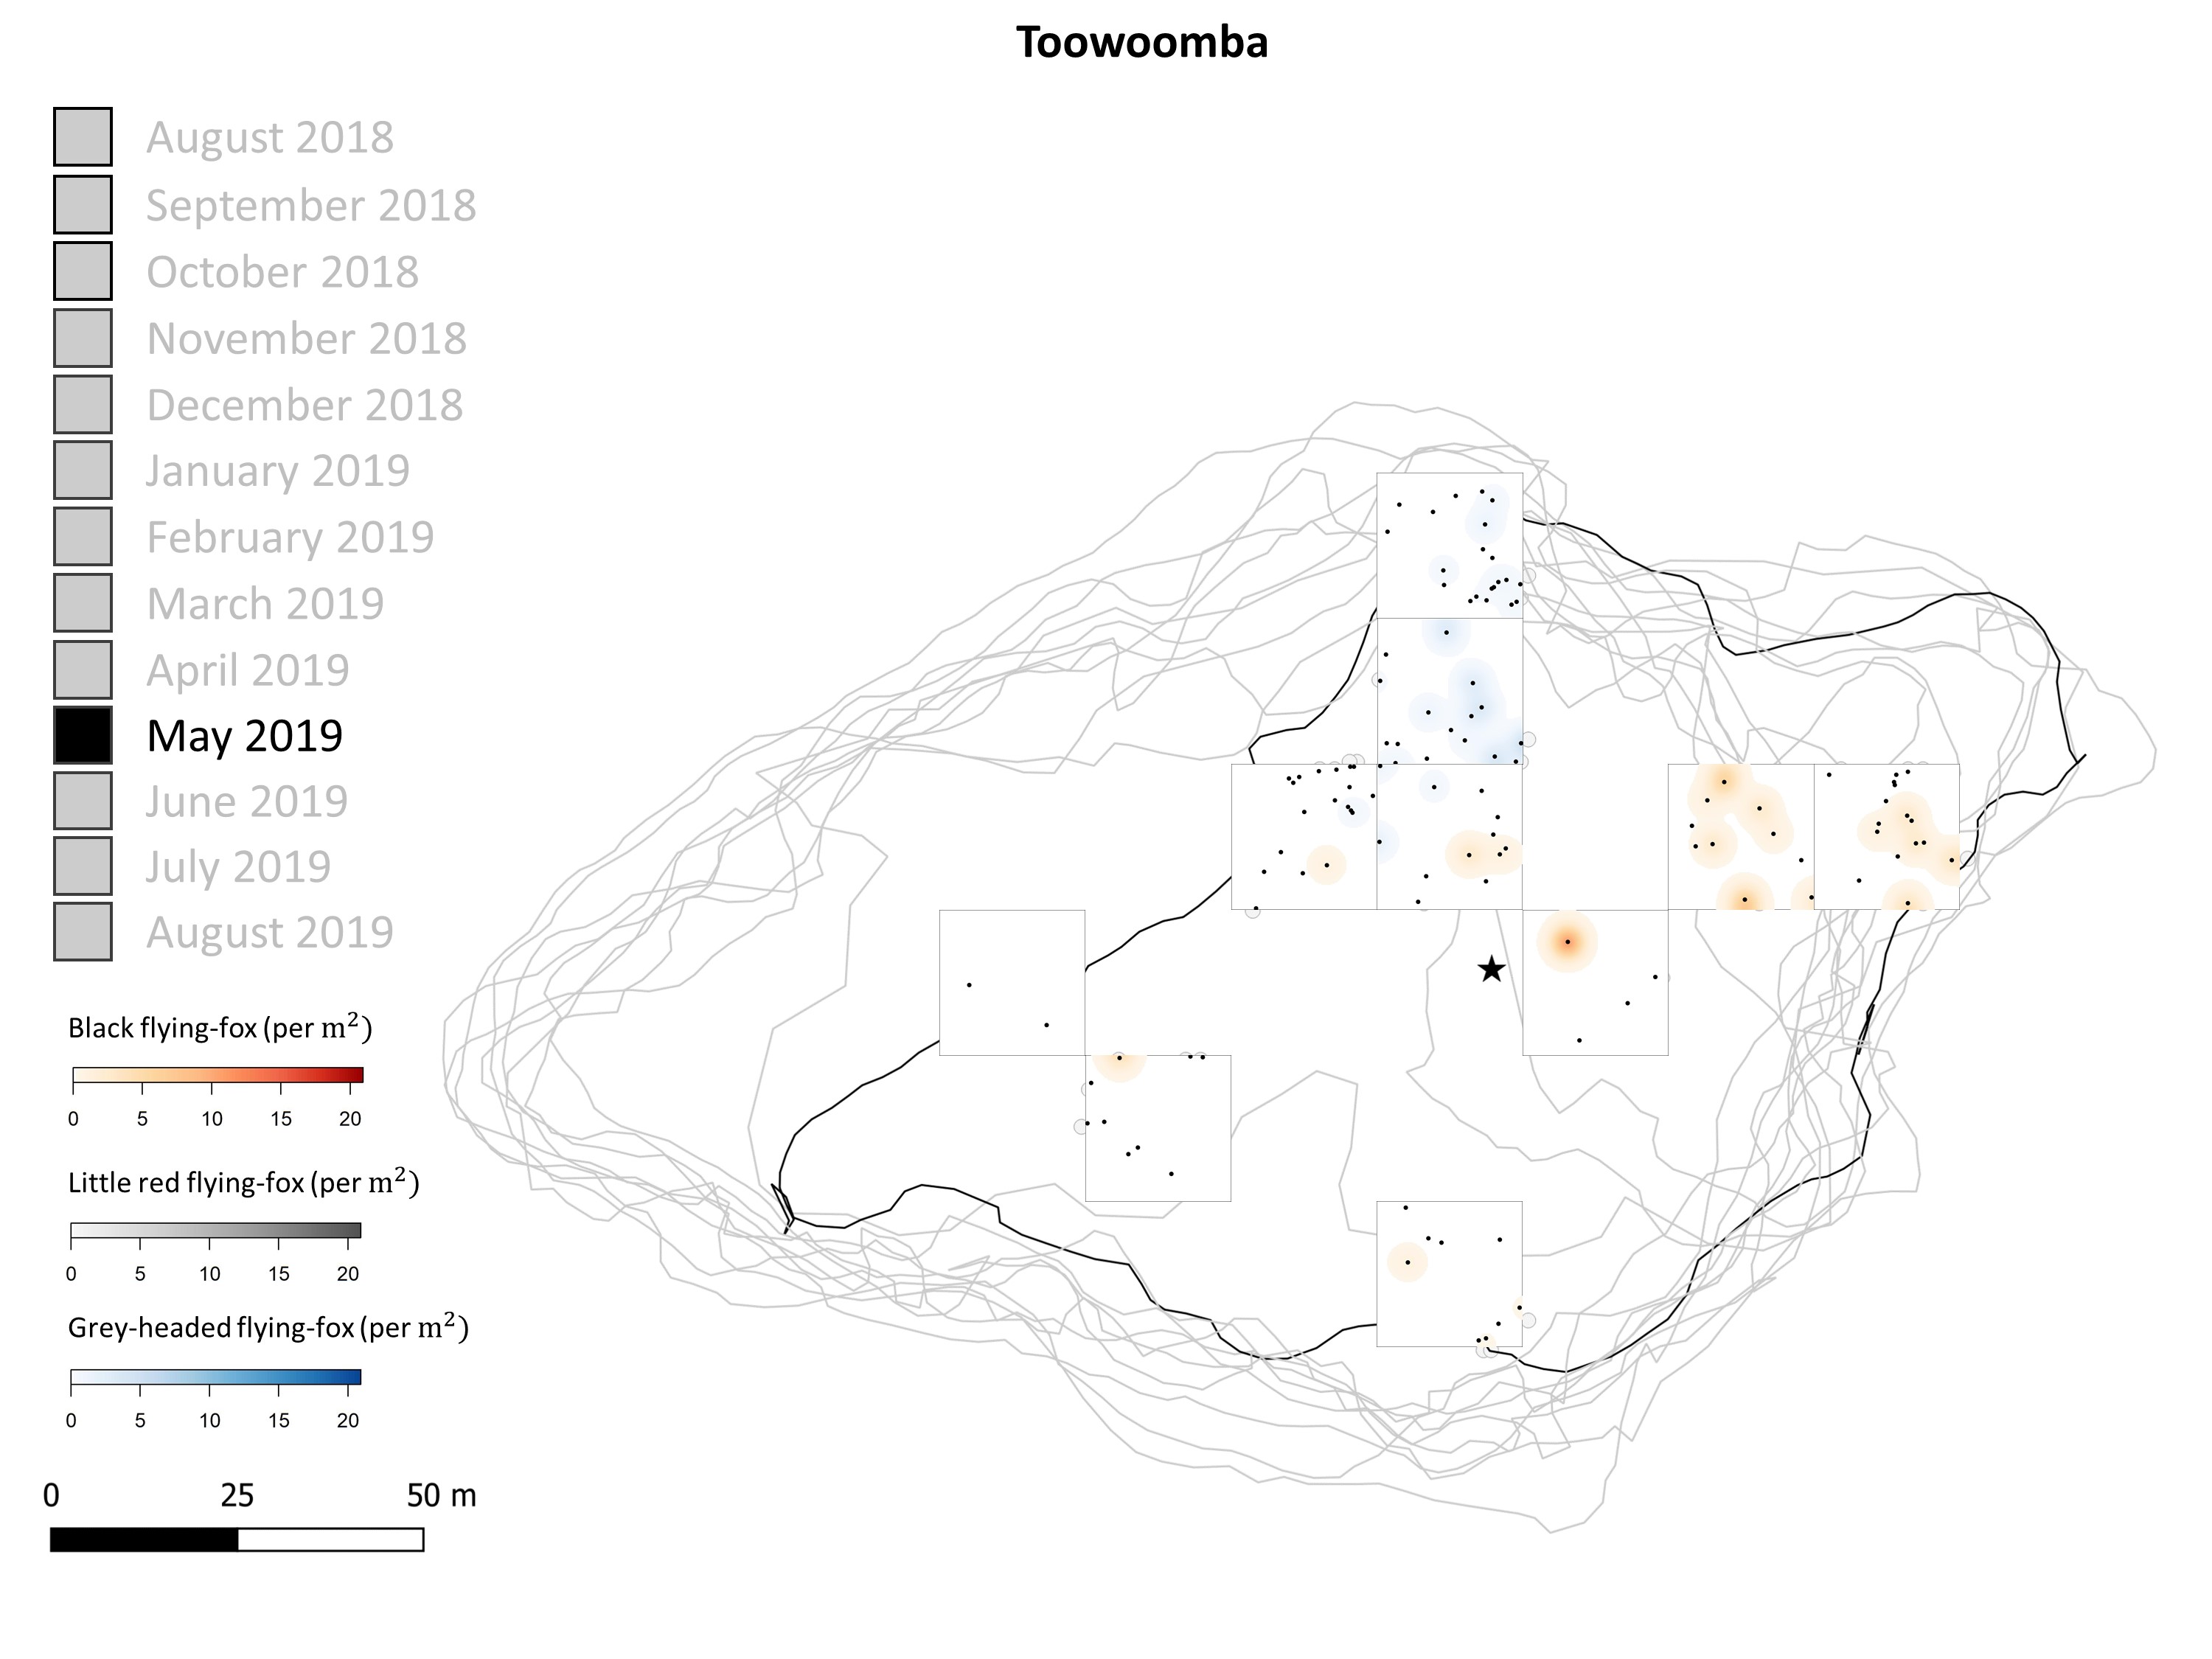 Toowoomba
August 2018
September 2018
October 2018
November 2018
December 2018
January 2019
February 2019
March 2019
April 2019
May 2019
June 2019
July 2019
August 2019
Black flying-fox (per m²)
0 5 10 15 20
Little red flying-fox (per m²)
0 5 10 15 20
Grey-headed flying-fox (per m²)
0 5 10 15 20
0 25 50 m